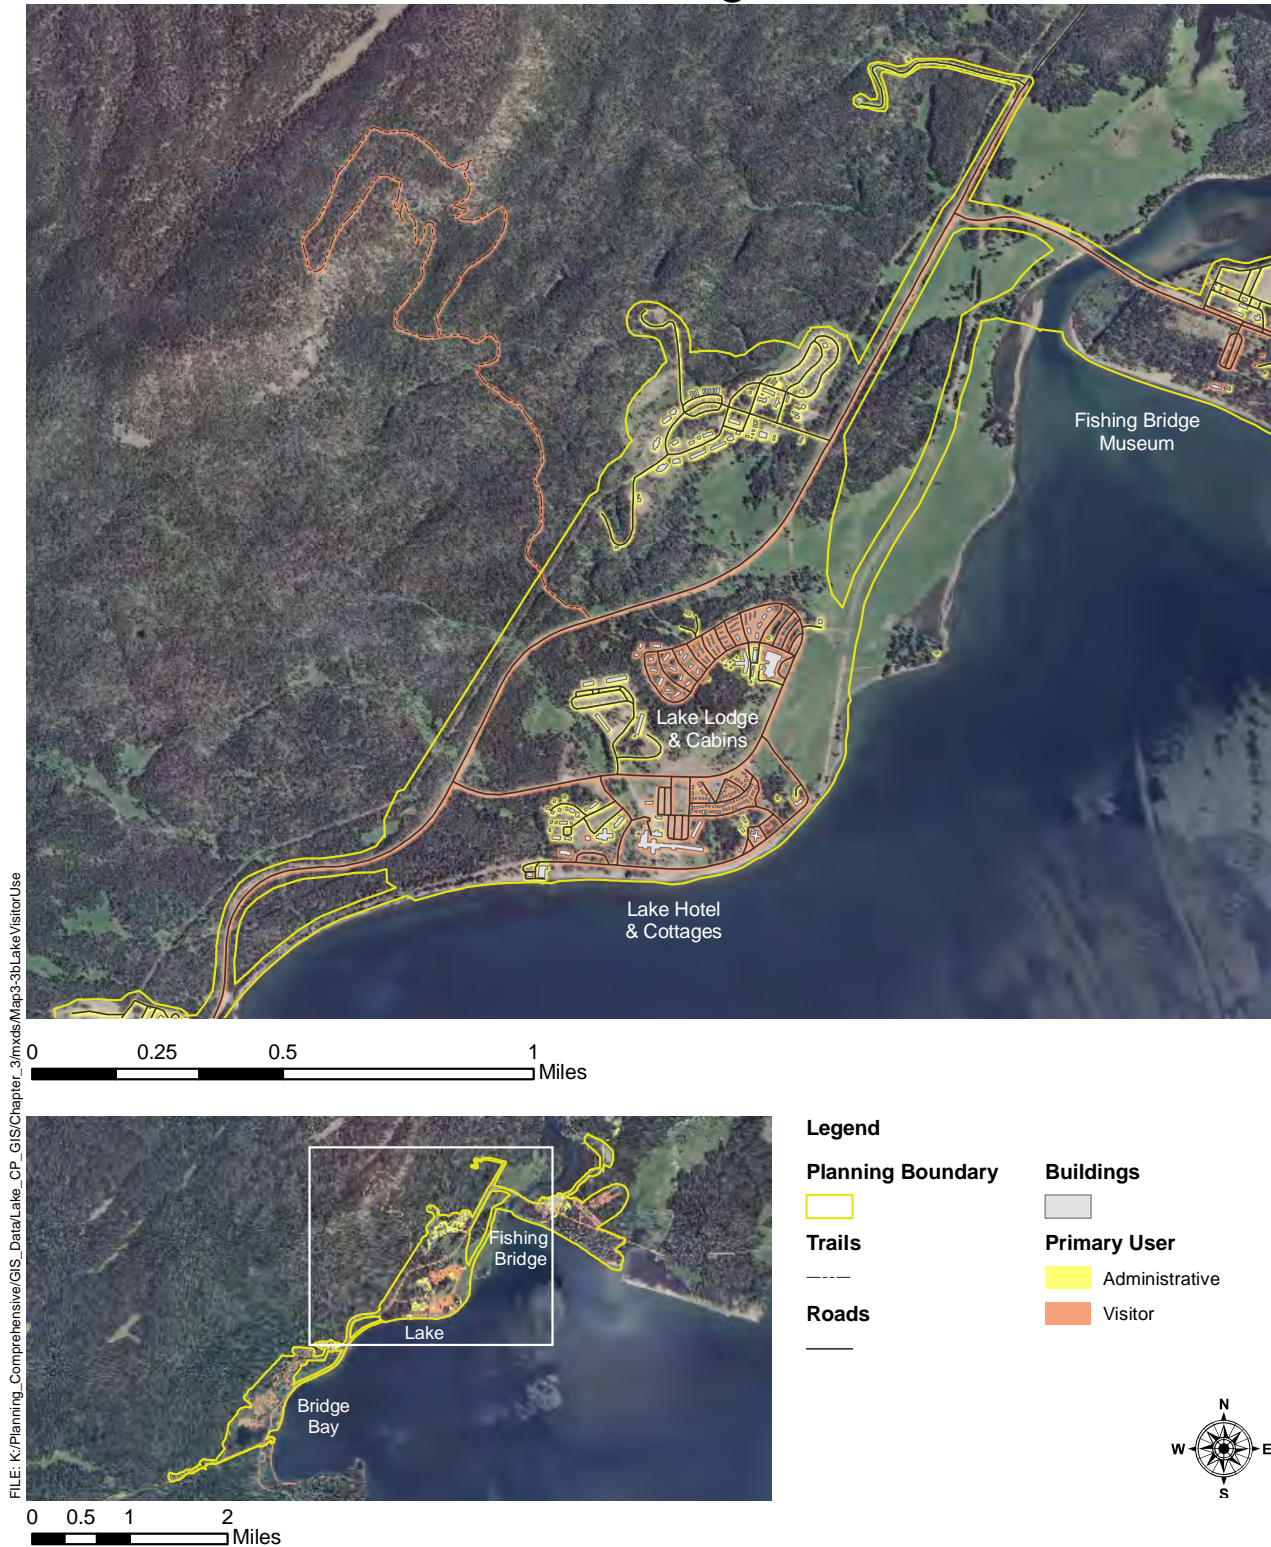 Fishing Bridge
Museum
Lake Lodge
& Cabins
Lake Hotel
& Cottages
FILE: K:/Planning_Comprehensive/GIS_Data/Lake_CP_GIS/Chapter_3/mxds/Map3-3bLakeVisitorUse
0 0.25 0.5 1
Miles
Fishing
Bridge
Lake
Bridge
Bay
0 0.5 1 2
Miles
Legend
Planning Boundary
Trails
Roads
Buildings
Primary User
Administrative
Visitor
N
W E
S